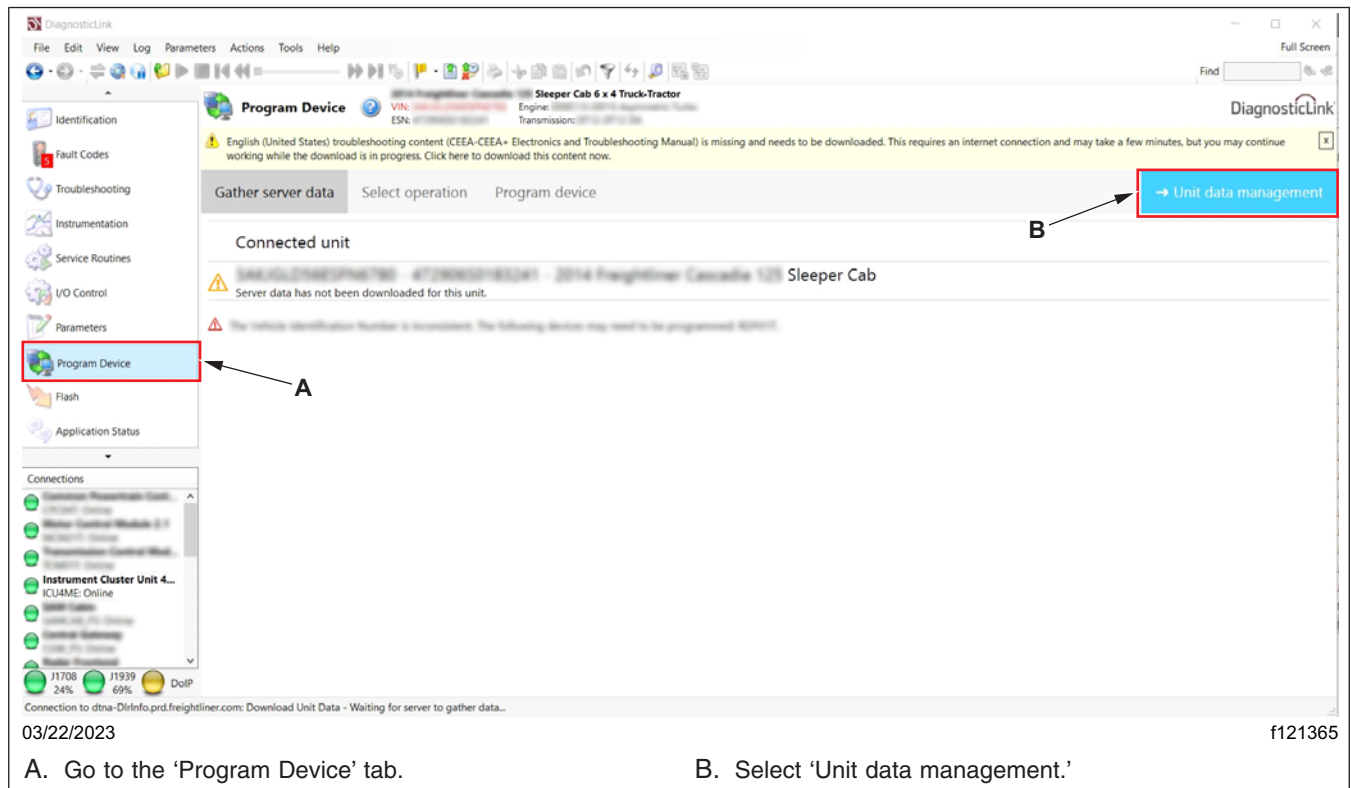 DiagnosticLink
File Edit View Log Parameters Actions Tools Help
Full Screen
Find
Identification
Fault Codes
5
Troubleshooting
Instrumentation
Service Routines
I/O Control
Parameters
Program Device
Flash
Application Status
Program Device
Sleeper Cab 6 x 4 Truck-Tractor
VIN:
Engine:
ESN:
Transmission:
DiagnosticLink
English (United States) troubleshooting content (CEEA-CEEA+ Electronics and Troubleshooting Manual) is missing and needs to be downloaded. This requires an internet connection and may take a few minutes, but you may continue
working while the download is in progress. Click here to download this content now.
x
Gather server data Select operation Program device
→ Unit data management
B
Connected unit
Sleeper Cab
Server data has not been downloaded for this unit.
A
Connections
Instrument Cluster Unit 4...
ICU4ME: Online
J1708
24%
J1939
69%
DoIP
Connection to dtna-DlrInfo.prd.freightliner.com: Download Unit Data - Waiting for server to gather data...
03/22/2023
f121365
A. Go to the ‘Program Device’ tab.
B. Select ‘Unit data management.’